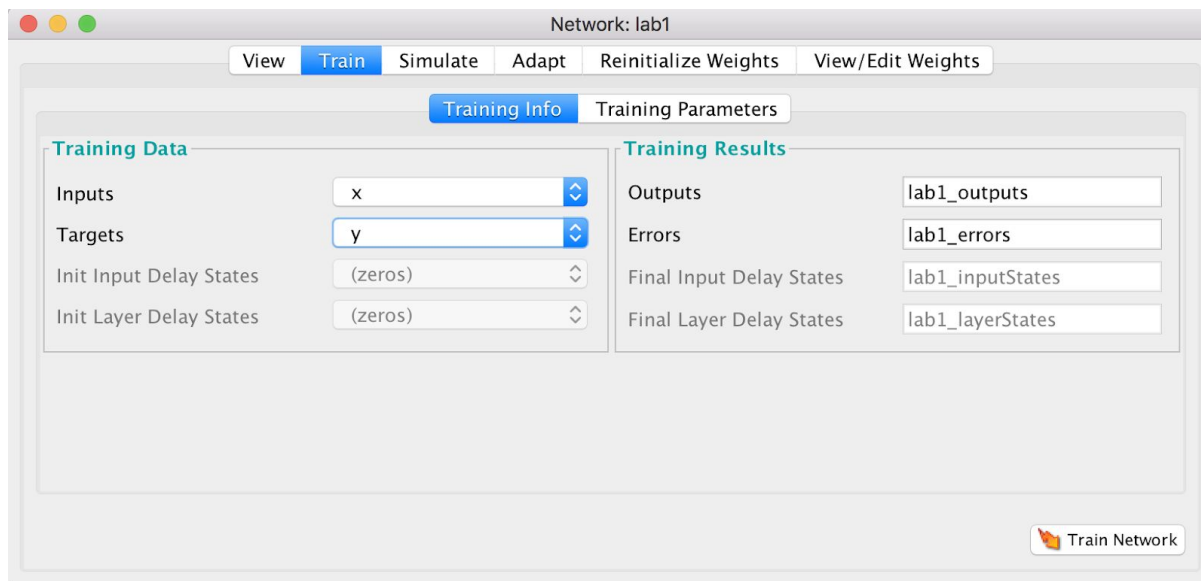 Network: lab1
View Train Simulate Adapt Reinitialize Weights View/Edit Weights
Training Info Training Parameters
Training Data
Inputs x
Targets y
Init Input Delay States (zeros)
Init Layer Delay States (zeros)
Training Results
Outputs lab1_outputs
Errors lab1_errors
Final Input Delay States lab1_inputStates
Final Layer Delay States lab1_layerStates
Train Network